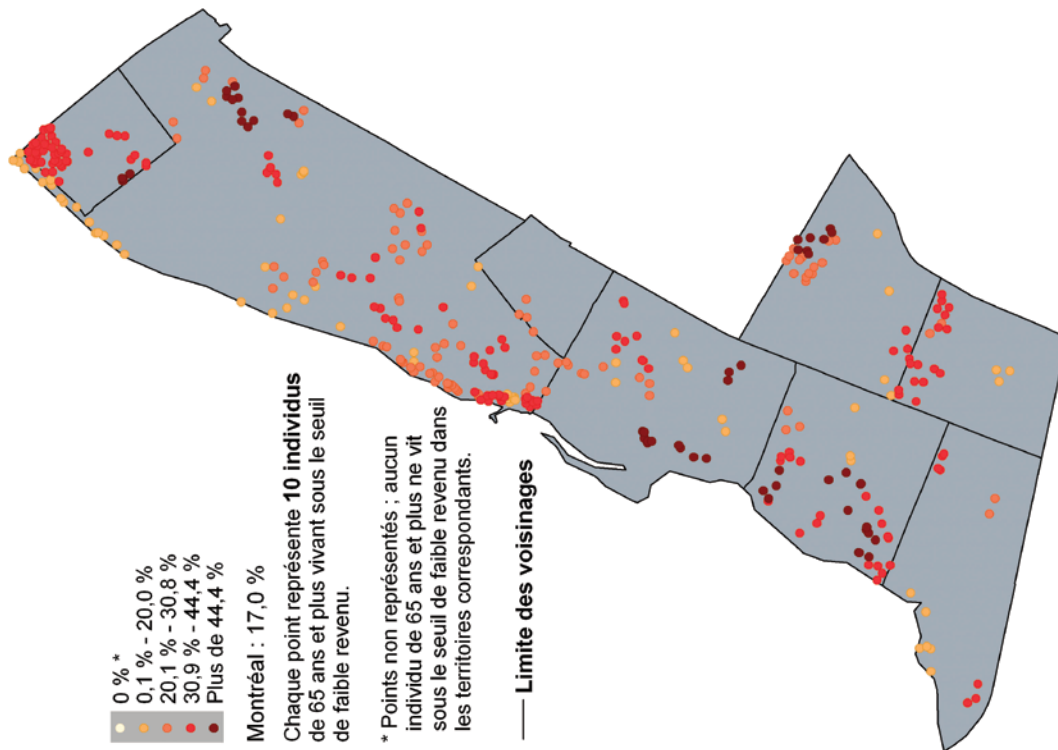 0 % *
0,1 % - 20,0 %
20,1 % - 30,8 %
30,9 % - 44,4 %
Plus de 44,4 %
Montréal : 17,0 %
Chaque point représente 10 individus
de 65 ans et plus vivant sous le seuil
de faible revenu.
* Points non représentés ; aucun
individu de 65 ans et plus ne vit
sous le seuil de faible revenu dans
les territoires correspondants.
Limite des voisinages